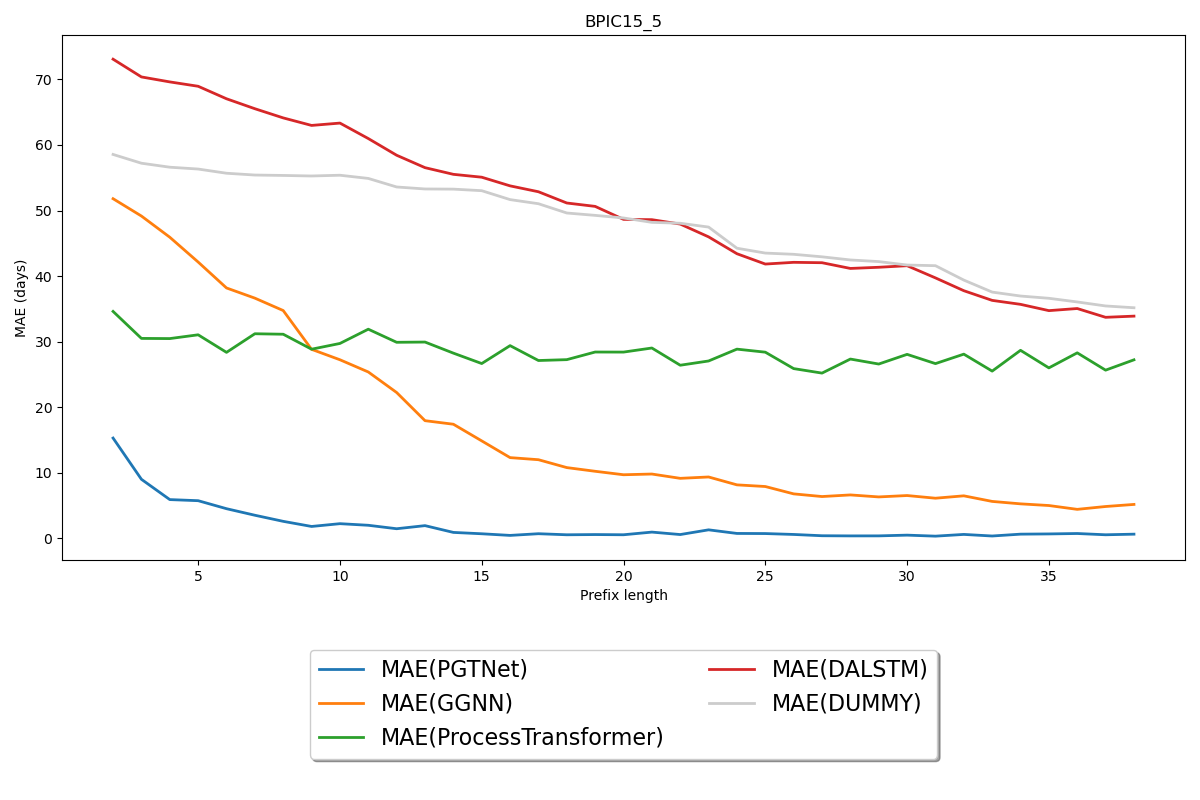 BPIC15_5
MAE (days)
70
60
50
40
30
20
10
0
5 10 15 20 25 30 35
Prefix length
MAE(PGTNet)
MAE(GGNN)
MAE(ProcessTransformer)
MAE(DALSTM)
MAE(DUMMY)